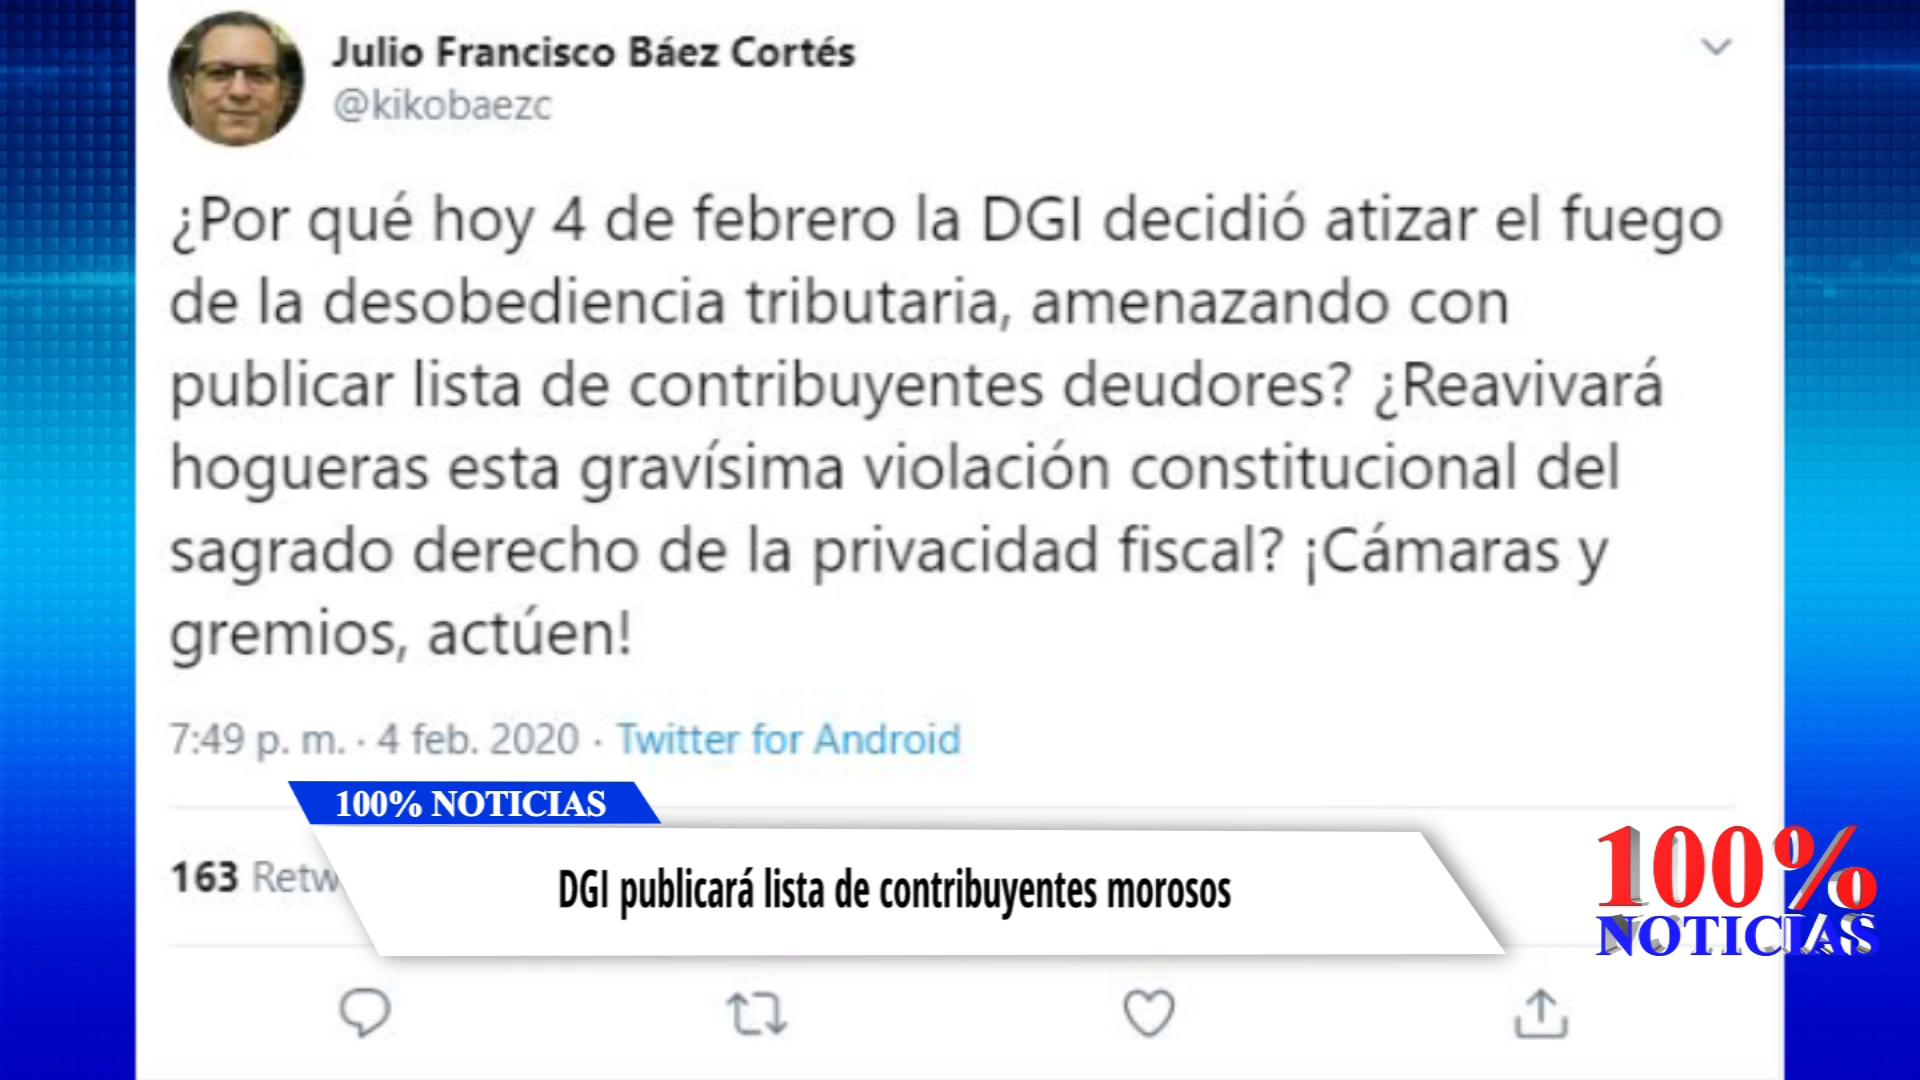 Julio Francisco Báez Cortés
@kikobaezc
¿Por qué hoy 4 de febrero la DGI decidió atizar el fuego
de la desobediencia tributaria, amenazando con
publicar lista de contribuyentes deudores? ¿Reavivará
hogueras esta gravísima violación constitucional del
sagrado derecho de la privacidad fiscal? ¡Cámaras y
gremios, actúen!
7:49 p. m. · 4 feb. 2020 · Twitter for Android
100% NOTICIAS
163 Retw
DGI publicará lista de contribuyentes morosos
100%
NOTICIAS